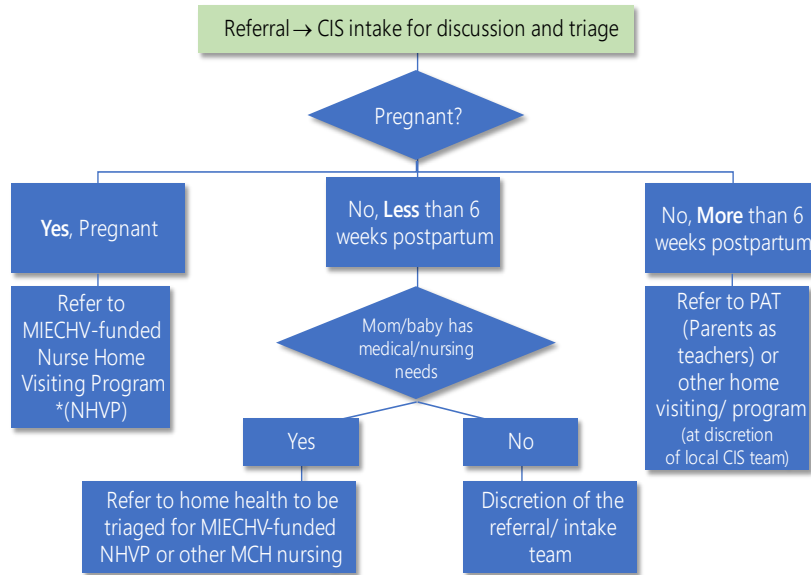 Referral → CIS intake for discussion and triage
Pregnant?
Yes, Pregnant
No, Less than 6
weeks postpartum
No, More than 6
weeks postpartum
Refer to
MIECHV-funded
Nurse Home
Visiting Program
*(NHVP)
Mom/baby has
medical/nursing
needs
Refer to PAT
(Parents as
teachers) or
other home
visiting/ program
(at discretion
of local CIS team)
Yes
No
Refer to home health to be
triaged for MIECHV-funded
NHVP or other MCH nursing
Discretion of the
referral/ intake
team